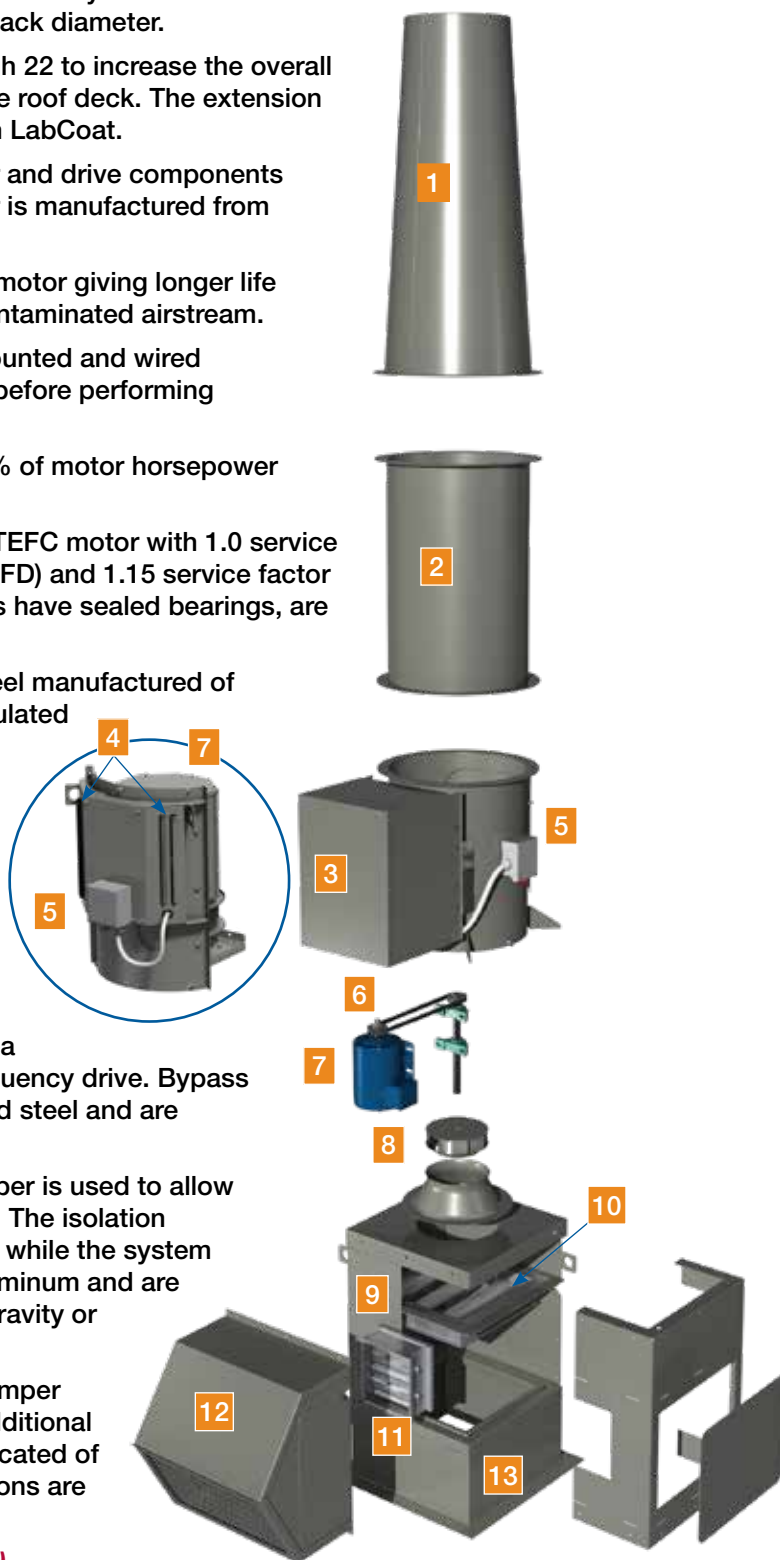 ack diameter.
h 22 to increase the overall
e roof deck. The extension
LabCoat.
and drive components
is manufactured from
motor giving longer life
ntaminated airstream.
ounted and wired
before performing
% of motor horsepower
TEFC motor with 1.0 service
FD) and 1.15 service factor
s have sealed bearings, are
eel manufactured of
ulated
a
quency drive. Bypass
d steel and are
per is used to allow
The isolation
while the system
minum and are
ravity or
mper
dditional
cated of
ons are
1
2
4
7
5
3
5
6
7
8
10
9
12
11
13